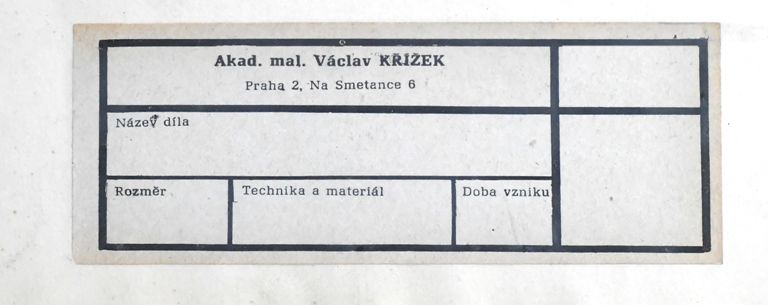 Akad. mal. Václav KŘÍŽEK
Praha 2, Na Smetance 6
Název díla
Rozměr
Technika a materiál
Doba vzniku